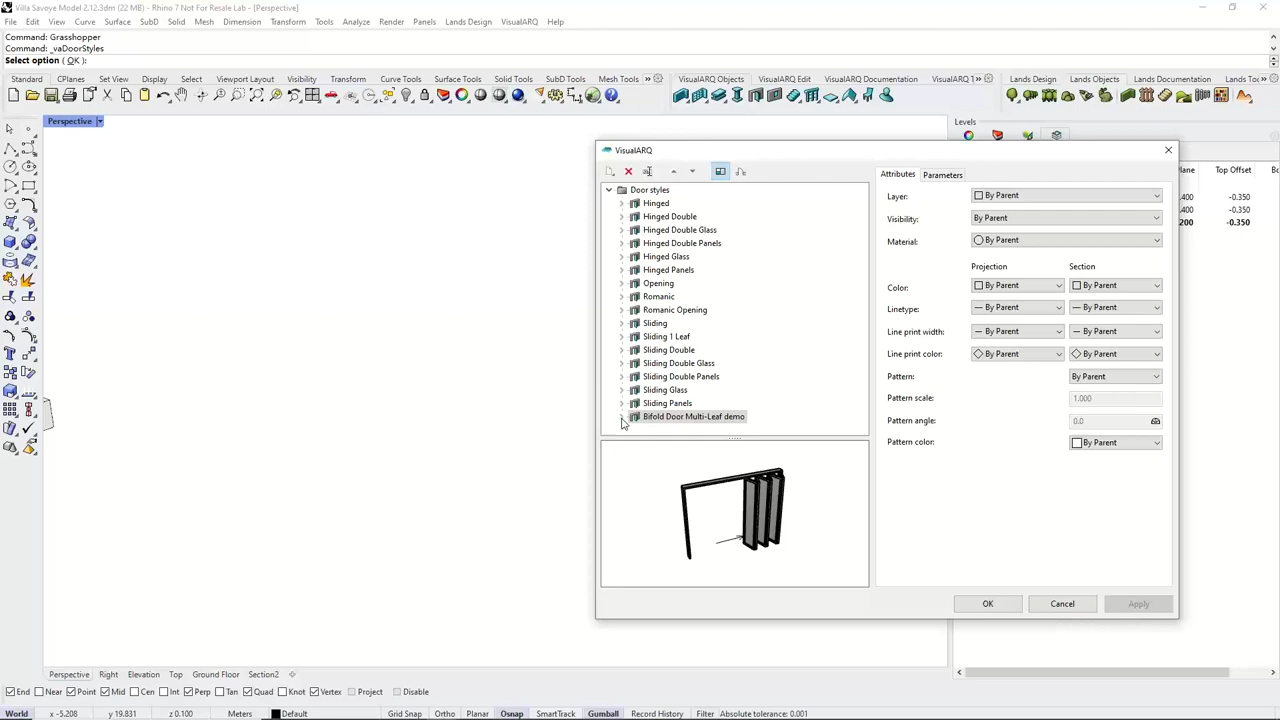 Villa Savoye Model 2.12.3dm (22 MB) - Rhino 7 Not For Resale Lab - [Perspective]
File Edit View Curve Surface SubD Solid Mesh Dimension Transform Tools Analyze Render Panels Lands Design VisualARQ Help
Command: Grasshopper
Command: _vaDoorStyles
Select option ( OK ):
Standard CPlanes Set View Display Select Viewport Layout Visibility Transform Curve Tools Surface Tools Solid Tools SubD Tools Mesh Tools » VisualARQ Objects VisualARQ Edit VisualARQ Documentation VisualARQ » Lands Design Lands Objects Lands Documentation Lands Too »
Perspective
Levels
VisualARQ
Attributes Parameters
Door styles
Hinged
Hinged Double
Hinged Double Glass
Hinged Double Panels
Hinged Glass
Hinged Panels
Opening
Romanic
Romanic Opening
Sliding
Sliding 1 Leaf
Sliding Double
Sliding Double Glass
Sliding Double Panels
Sliding Glass
Sliding Panels
Bifold Door Multi-Leaf demo
Layer: By Parent
Visibility: By Parent
Material: By Parent
Projection Section
Color: By Parent By Parent
Linetype: By Parent By Parent
Line print width: By Parent By Parent
Line print color: By Parent By Parent
Pattern: By Parent
Pattern scale: 1.000
Pattern angle: 0.0
Pattern color: By Parent
OK Cancel Apply
Plane Top Offset Bo
.400 -0.350
.400 -0.350
.200 -0.350
Perspective Right Elevation Top Ground Floor Section2
End Near Point Mid Cen Int Perp Tan Quad Knot Vertex Project Disable
World x -5.208 y 19.831 z 0.100 Meters Default Grid Snap Ortho Planar Osnap SmartTrack Gumball Record History Filter Absolute tolerance: 0.001